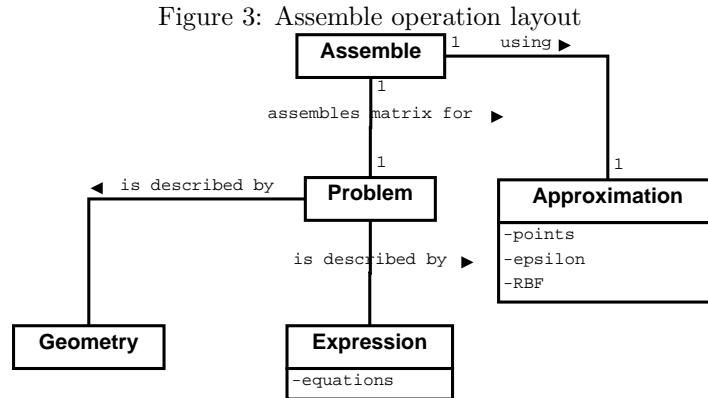 Figure 3: Assemble operation layout
Assemble
1 using ►
1
assembles matrix for ►
1
1
◄ is described by
Problem
Approximation
-points
-epsilon
-RBF
is described by ►
Geometry
Expression
-equations